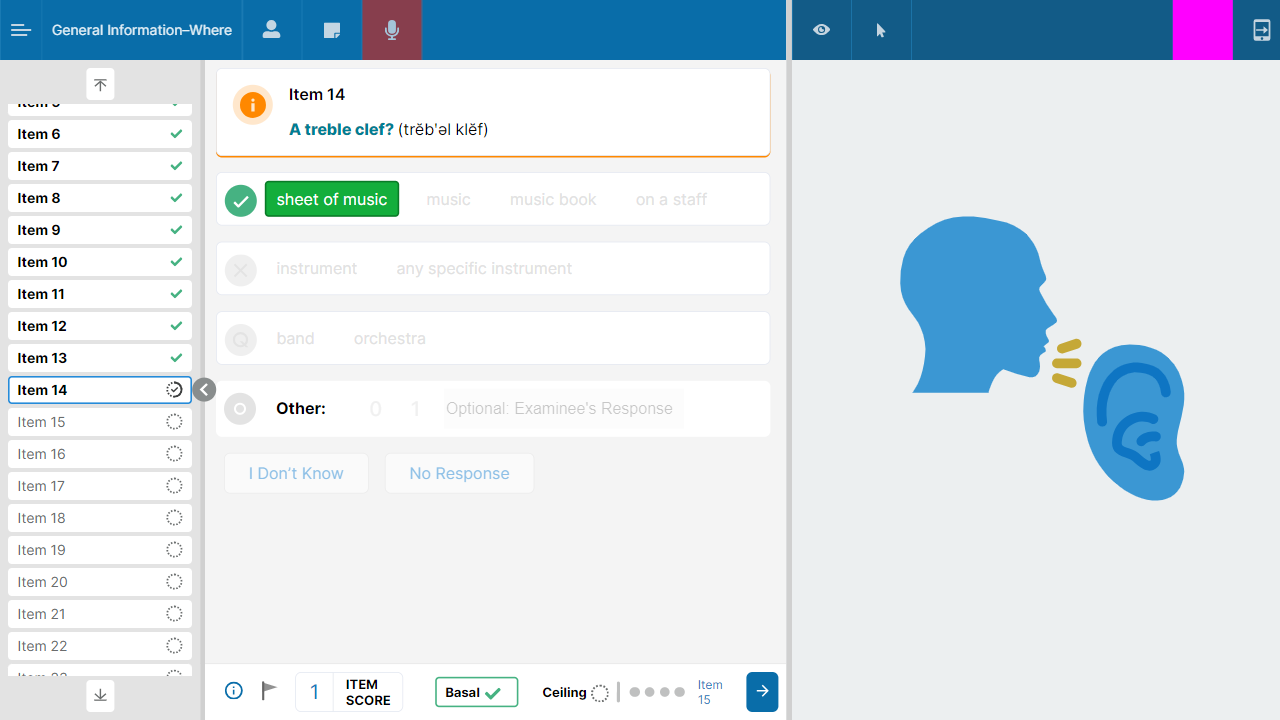 General Information–Where
Item 6
Item 7
Item 8
Item 9
Item 10
Item 11
Item 12
Item 13
Item 14
Item 15
Item 16
Item 17
Item 18
Item 19
Item 20
Item 21
Item 22
Item 14
A treble clef? (trĕb'əl klĕf)
sheet of music music music book on a staff
instrument any specific instrument
band orchestra
Other: 0 1 Optional: Examinee's Response
I Don’t Know No Response
1 ITEM SCORE
Basal
Ceiling
Item 15